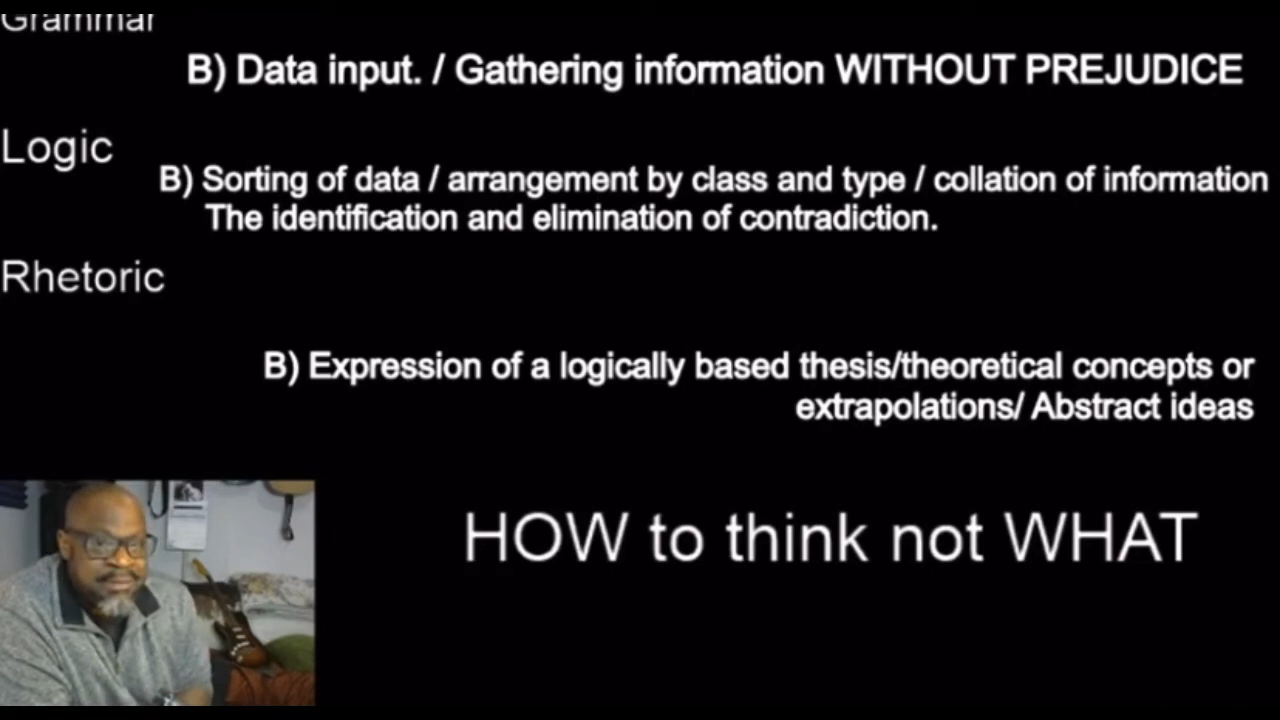 Grammar
B) Data input. / Gathering information WITHOUT PREJUDICE
Logic
B) Sorting of data / arrangement by class and type / collation of information
The identification and elimination of contradiction.
Rhetoric
B) Expression of a logically based thesis/theoretical concepts or
extrapolations/ Abstract ideas
HOW to think not WHAT